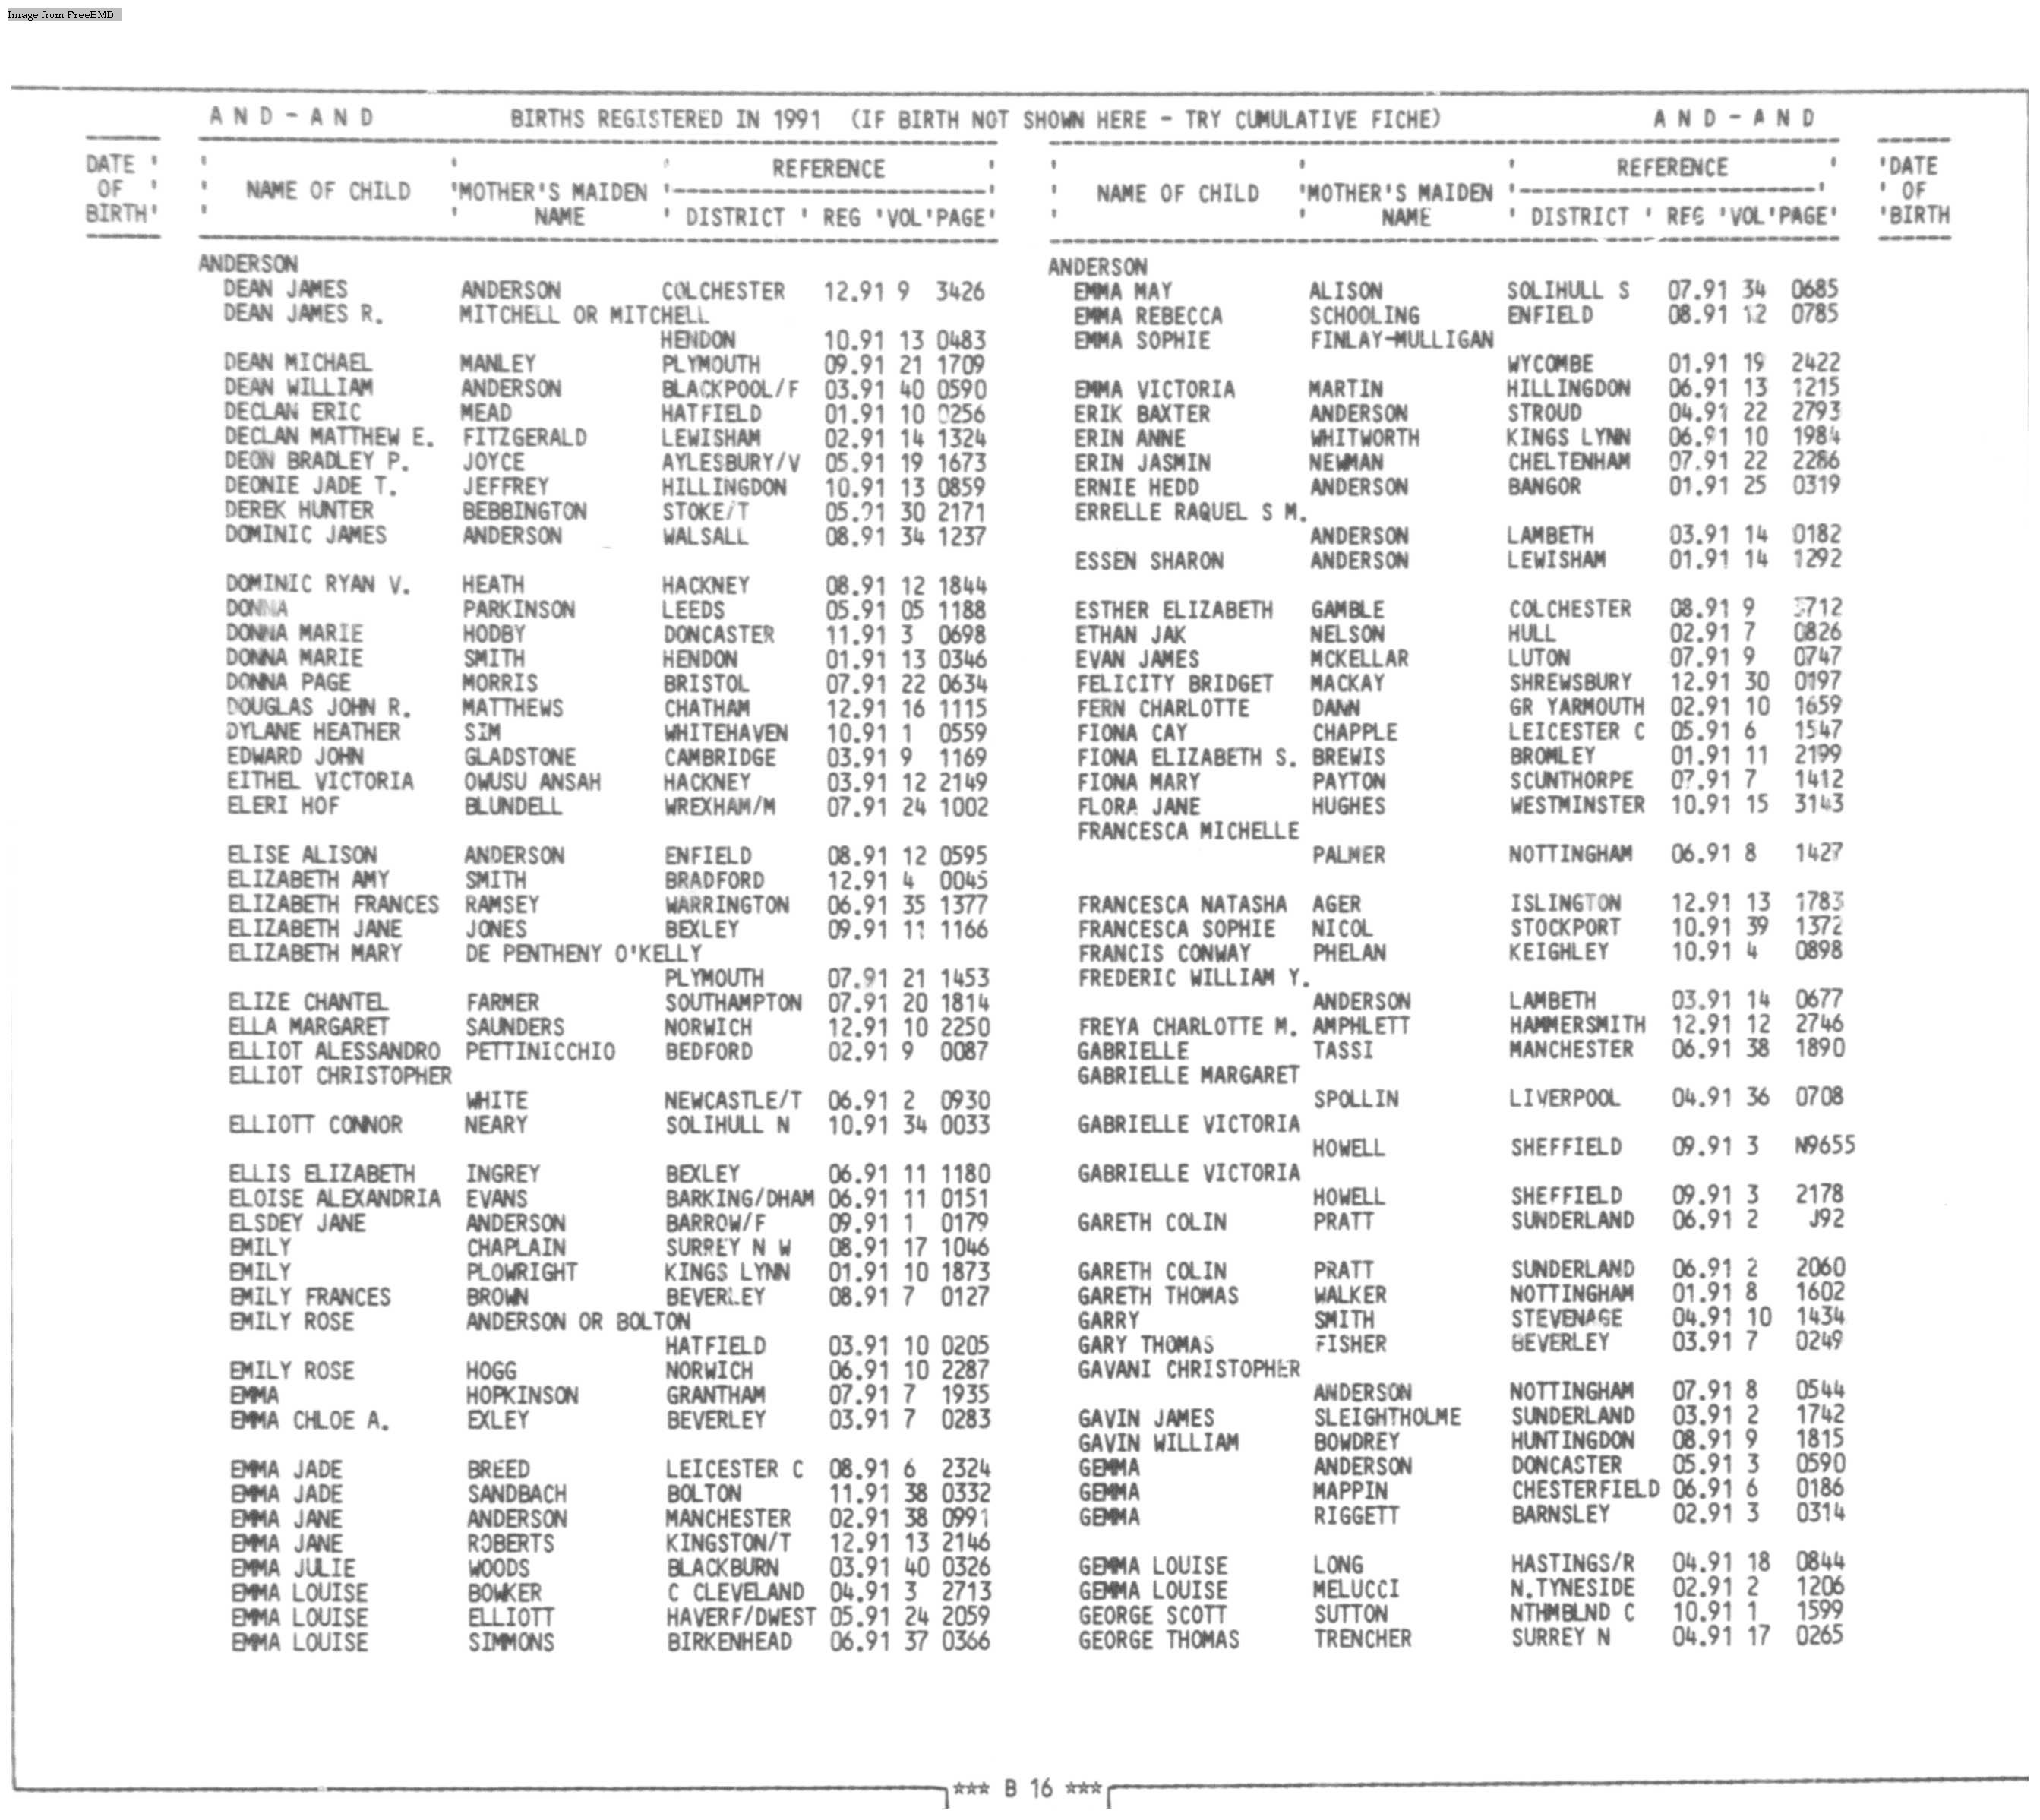 Image from FreeBMD
A N D - A N D BIRTHS REGISTERED IN 1991 (IF BIRTH NOT SHOWN HERE - TRY CUMULATIVE FICHE) A N D - A N D
DATE OF BIRTH NAME OF CHILD MOTHER'S MAIDEN NAME REFERENCE DISTRICT REG VOL PAGE
ANDERSON
DEAN JAMES ANDERSON COLCHESTER 12.91 9 3426
DEAN JAMES R. MITCHELL OR MITCHELL
HENDON 10.91 13 0483
DEAN MICHAEL MANLEY PLYMOUTH 09.91 21 1709
DEAN WILLIAM ANDERSON BLACKPOOL/F 03.91 40 0590
DECLAN ERIC MEAD HATFIELD 01.91 10 0256
DECLAN MATTHEW E. FITZGERALD LEWISHAM 02.91 14 1324
DEON BRADLEY P. JOYCE AYLESBURY/V 05.91 19 1673
DEONIE JADE T. JEFFREY HILLINGDON 10.91 13 0859
DEREK HUNTER BEBBINGTON STOKE/T 05.91 30 2171
DOMINIC JAMES ANDERSON WALSALL 08.91 34 1237
DOMINIC RYAN V. HEATH HACKNEY 08.91 12 1844
DONNA PARKINSON LEEDS 05.91 05 1188
DONNA MARIE HODBY DONCASTER 11.91 3 0698
DONNA MARIE SMITH HENDON 01.91 13 0346
DONNA PAGE MORRIS BRISTOL 07.91 22 0634
DOUGLAS JOHN R. MATTHEWS CHATHAM 12.91 16 1115
DYLANE HEATHER SIM WHITEHAVEN 10.91 1 0559
EDWARD JOHN GLADSTONE CAMBRIDGE 03.91 9 1169
EITHEL VICTORIA OWUSU ANSAH HACKNEY 03.91 12 2149
ELERI HOF BLUNDELL WREXHAM/M 07.91 24 1002
ELISE ALISON ANDERSON ENFIELD 08.91 12 0595
ELIZABETH AMY SMITH BRADFORD 12.91 4 0045
ELIZABETH FRANCES RAMSEY WARRINGTON 06.91 35 1377
ELIZABETH JANE JONES BEXLEY 09.91 11 1166
ELIZABETH MARY DE PENTHENY O'KELLY
PLYMOUTH 07.91 21 1453
ELIZE CHANTEL FARMER SOUTHAMPTON 07.91 20 1814
ELLA MARGARET SAUNDERS NORWICH 12.91 10 2250
ELLIOT ALESSANDRO PETTINICCHIO BEDFORD 02.91 9 0087
ELLIOT CHRISTOPHER
WHITE NEWCASTLE/T 06.91 2 0930
ELLIOTT CONNOR NEARY SOLIHULL N 10.91 34 0033
ELLIS ELIZABETH INGREY BEXLEY 06.91 11 1180
ELOISE ALEXANDRIA EVANS BARKING/DHAM 06.91 11 0151
ELSDEY JANE ANDERSON BARROW/F 09.91 1 0179
EMILY CHAPLAIN SURREY N W 08.91 17 1046
EMILY PLOWRIGHT KINGS LYNN 01.91 10 1873
EMILY FRANCES BROWN BEVERLEY 08.91 7 0127
EMILY ROSE ANDERSON OR BOLTON
HATFIELD 03.91 10 0205
EMILY ROSE HOGG NORWICH 06.91 10 2287
EMMA HOPKINSON GRANTHAM 07.91 7 1935
EMMA CHLOE A. EXLEY BEVERLEY 03.91 7 0283
EMMA JADE BREED LEICESTER C 08.91 6 2324
EMMA JADE SANDBACH BOLTON 11.91 38 0332
EMMA JANE ANDERSON MANCHESTER 02.91 38 0991
EMMA JANE ROBERTS KINGSTON/T 12.91 13 2146
EMMA JULIE WOODS BLACKBURN 03.91 40 0326
EMMA LOUISE BOWKER C CLEVELAND 04.91 3 2713
EMMA LOUISE ELLIOTT HAVERF/DWEST 05.91 24 2059
EMMA LOUISE SIMMONS BIRKENHEAD 06.91 37 0366
NAME OF CHILD MOTHER'S MAIDEN NAME REFERENCE DISTRICT REG VOL PAGE DATE OF BIRTH
ANDERSON
EMMA MAY ALISON SOLIHULL S 07.91 34 0685
EMMA REBECCA SCHOOLING ENFIELD 08.91 12 0785
EMMA SOPHIE FINLAY-MULLIGAN
WYCOMBE 01.91 19 2422
EMMA VICTORIA MARTIN HILLINGDON 06.91 13 1215
ERIK BAXTER ANDERSON STROUD 04.91 22 2793
ERIN ANNE WHITWORTH KINGS LYNN 06.91 10 1984
ERIN JASMIN NEWMAN CHELTENHAM 07.91 22 2286
ERNIE HEDD ANDERSON BANGOR 01.91 25 0319
ERRELLE RAQUEL S M.
ANDERSON LAMBETH 03.91 14 0182
ESSEN SHARON ANDERSON LEWISHAM 01.91 14 1292
ESTHER ELIZABETH GAMBLE COLCHESTER 08.91 9
ETHAN JAK NELSON HULL 02.91 7 0826
EVAN JAMES MCKELLAR LUTON 07.91 9 0747
FELICITY BRIDGET MACKAY SHREWSBURY 12.91 30 0197
FERN CHARLOTTE DANN GR YARMOUTH 02.91 10 1659
FIONA CAY CHAPPLE LEICESTER C 05.91 6 1547
FIONA ELIZABETH S. BREWIS BROMLEY 01.91 11 2199
FIONA MARY PAYTON SCUNTHORPE 07.91 7 1412
FLORA JANE HUGHES WESTMINSTER 10.91 15 3143
FRANCESCA MICHELLE
PALMER NOTTINGHAM 06.91 8 1427
FRANCESCA NATASHA AGER ISLINGTON 12.91 13 1783
FRANCESCA SOPHIE NICOL STOCKPORT 10.91 39 1372
FRANCIS CONWAY PHELAN KEIGHLEY 10.91 4 0898
FREDERIC WILLIAM Y.
ANDERSON LAMBETH 03.91 14 0677
FREYA CHARLOTTE M. AMPHLETT HAMMERSMITH 12.91 12 2746
GABRIELLE TASSI MANCHESTER 06.91 38 1890
GABRIELLE MARGARET
SPOLLIN LIVERPOOL 04.91 36 0708
GABRIELLE VICTORIA
HOWELL SHEFFIELD 09.91 3 N9655
GABRIELLE VICTORIA
HOWELL SHEFFIELD 09.91 3 2178
GARETH COLIN PRATT SUNDERLAND 06.91 2 J92
GARETH COLIN PRATT SUNDERLAND 06.91 2 2060
GARETH THOMAS WALKER NOTTINGHAM 01.91 8 1602
GARRY SMITH STEVENAGE 04.91 10 1434
GARY THOMAS FISHER BEVERLEY 03.91 7 0249
GAVANI CHRISTOPHER
ANDERSON NOTTINGHAM 07.91 8 0544
GAVIN JAMES SLEIGHTHOLME SUNDERLAND 03.91 2 1742
GAVIN WILLIAM BOWDREY HUNTINGDON 08.91 9 1815
GEMMA ANDERSON DONCASTER 05.91 3 0590
GEMMA MAPPIN CHESTERFIELD 06.91 6 0186
GEMMA RIGGETT BARNSLEY 02.91 3 0314
GEMMA LOUISE LONG HASTINGS/R 04.91 18 0844
GEMMA LOUISE MELUCCI N.TYNESIDE 02.91 2 1206
GEORGE SCOTT SUTTON NTHMBLND C 10.91 1 1599
GEORGE THOMAS TRENCHER SURREY N 04.91 17 0265
*** B 16 ***